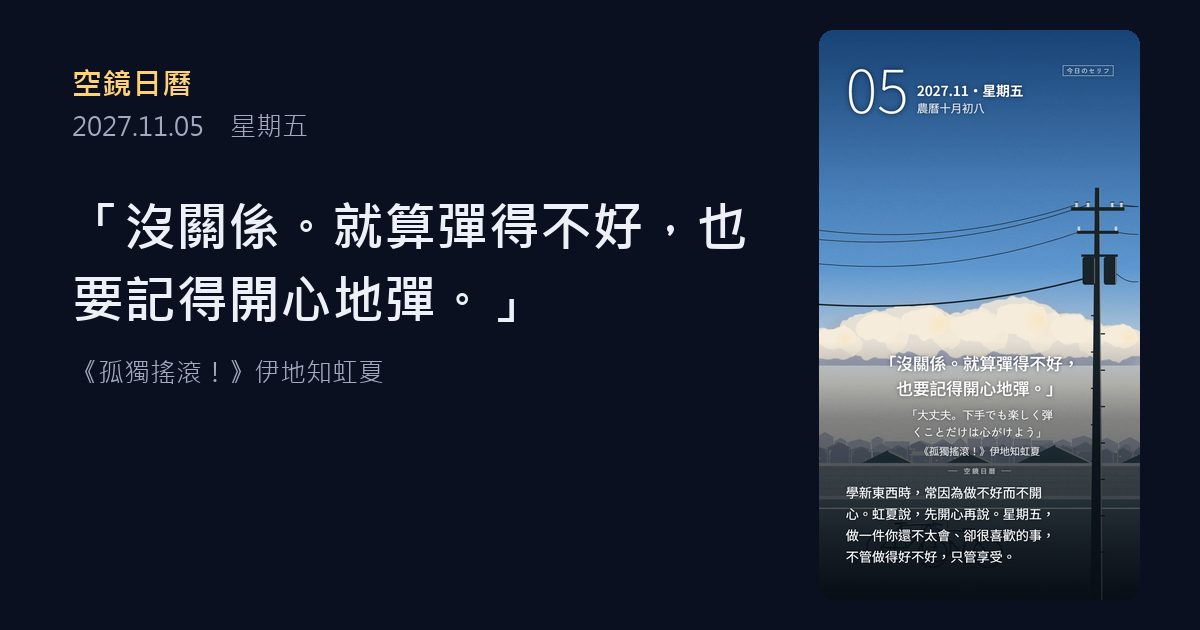 空鏡日曆
2027.11.05　星期五
「沒關係。就算彈得不好，也
要記得開心地彈。」
《孤獨搖滾！》伊地知虹夏
05
2027.11・星期五
農曆十月初八
今日のセリフ
「沒關係。就算彈得不好，
也要記得開心地彈。」
「大丈夫。下手でも楽しく弾
くことだけは心がけよう」
《孤獨搖滾！》伊地知虹夏
— 空鏡日曆 —
學新東西時，常因為做不好而不開
心。虹夏說，先開心再說。星期五，
做一件你還不太會、卻很喜歡的事，
不管做得好不好，只管享受。